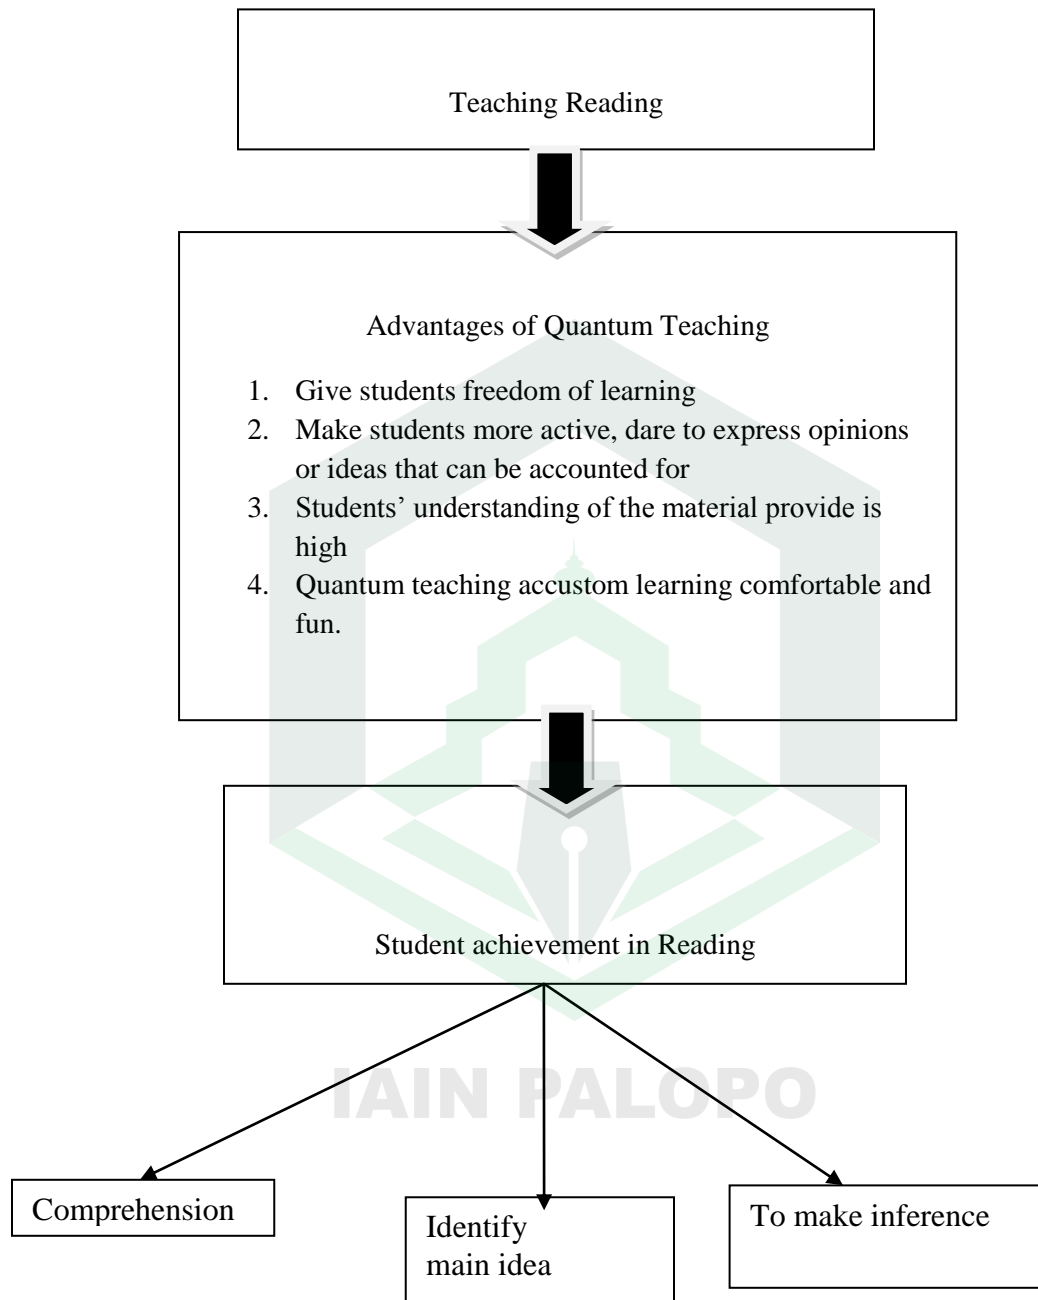 Teaching Reading
Advantages of Quantum Teaching
1. Give students freedom of learning
2. Make students more active, dare to express opinions
or ideas that can be accounted for
3. Students’ understanding of the material provide is
high
4. Quantum teaching accustom learning comfortable and
fun.
Student achievement in Reading
IAIN PALOPO
Comprehension
Identify
main idea
To make inference